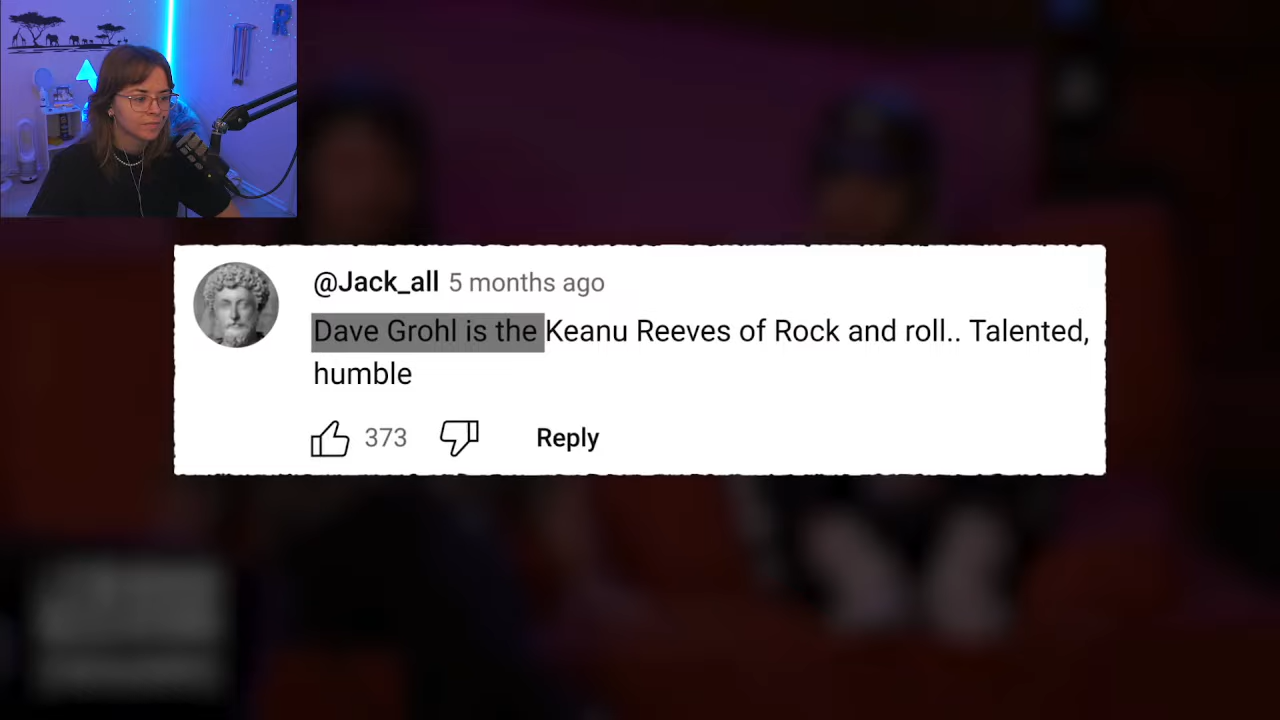 R
@Jack_all 5 months ago
Dave Grohl is the Keanu Reeves of Rock and roll.. Talented,
humble
373
Reply